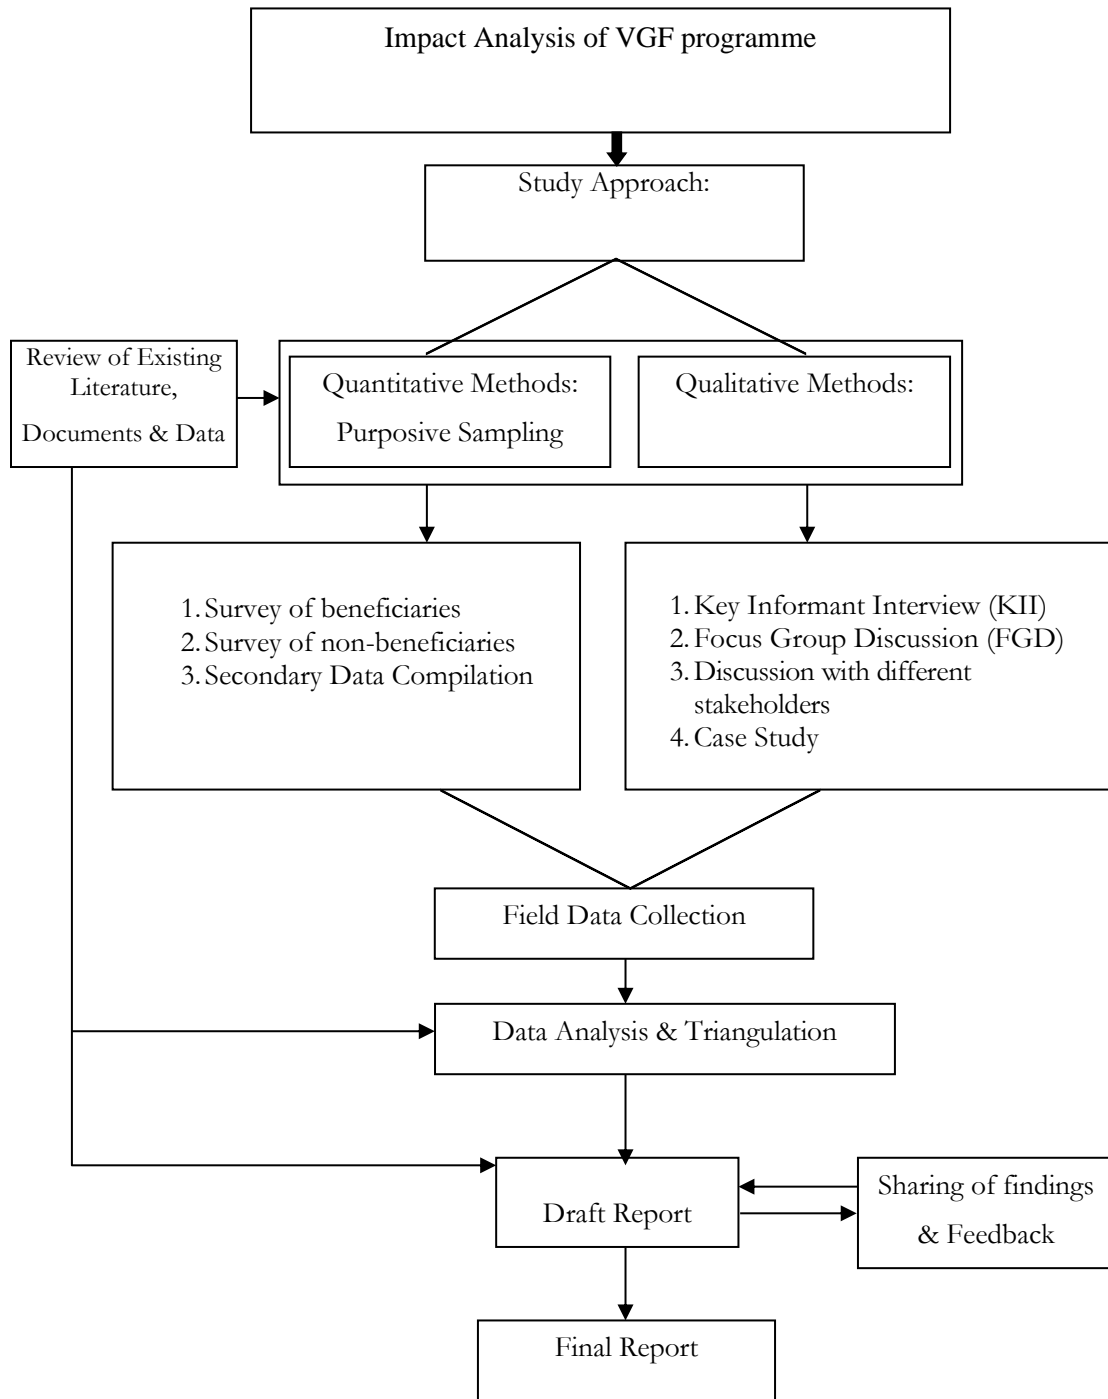 Impact Analysis of VGF programme
Study Approach:
Review of Existing
Literature,
Documents & Data
Quantitative Methods:
Purposive Sampling
Qualitative Methods:
1. Survey of beneficiaries
2. Survey of non-beneficiaries
3. Secondary Data Compilation
1. Key Informant Interview (KII)
2. Focus Group Discussion (FGD)
3. Discussion with different
stakeholders
4. Case Study
Field Data Collection
Data Analysis & Triangulation
Draft Report
Sharing of findings
& Feedback
Final Report